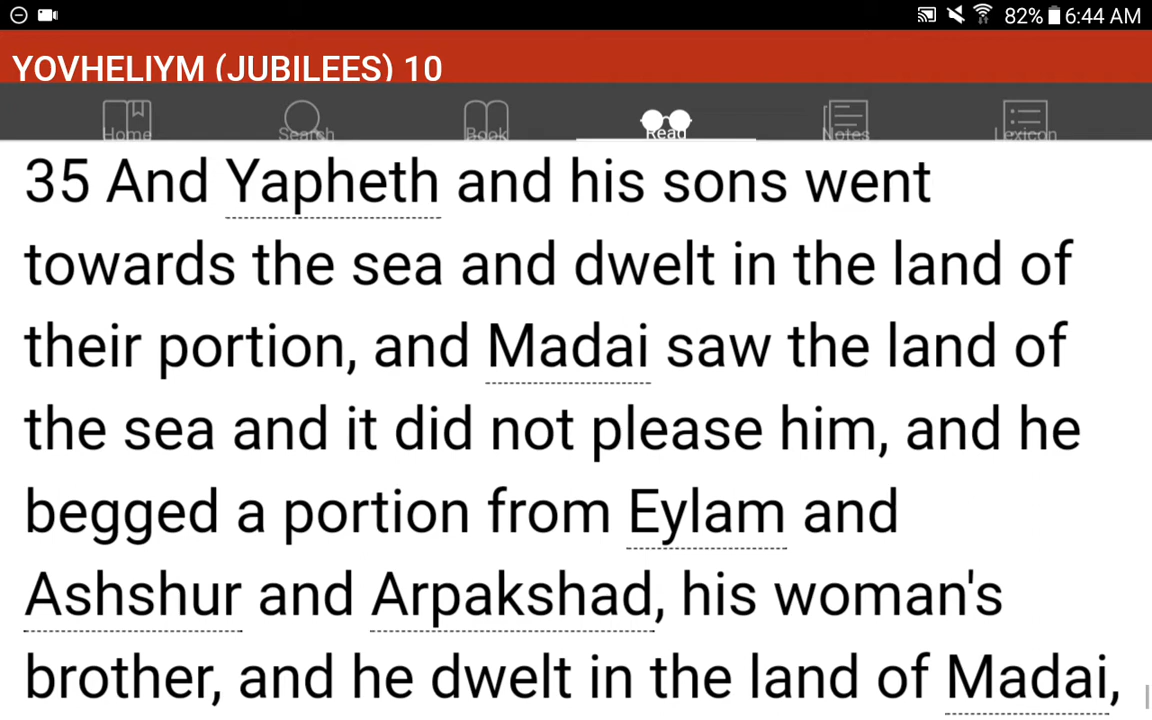 82% 6:44 AM
YOVHELIYM (JUBILEES) 10
Home Search Book Read Notes Lexicon
35 And Yapheth and his sons went
towards the sea and dwelt in the land of
their portion, and Madai saw the land of
the sea and it did not please him, and he
begged a portion from Eylam and
Ashshur and Arpakshad, his woman's
brother, and he dwelt in the land of Madai,